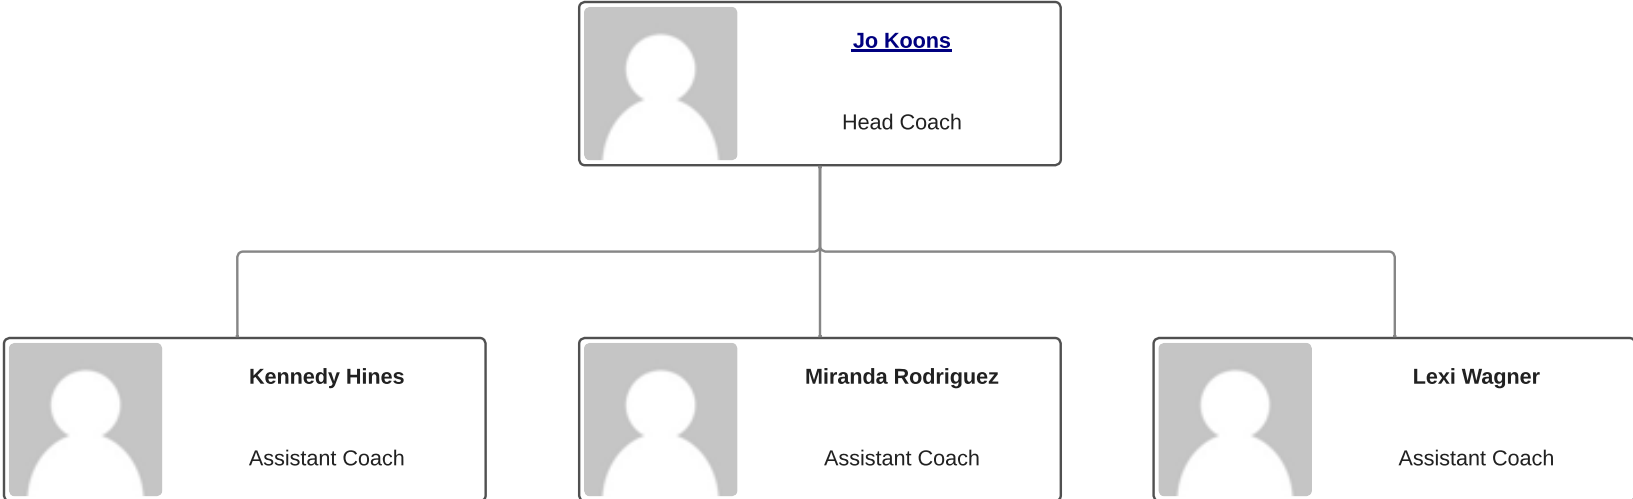 Jo Koons
Head Coach
Kennedy Hines
Assistant Coach
Miranda Rodriguez
Assistant Coach
Lexi Wagner
Assistant Coach